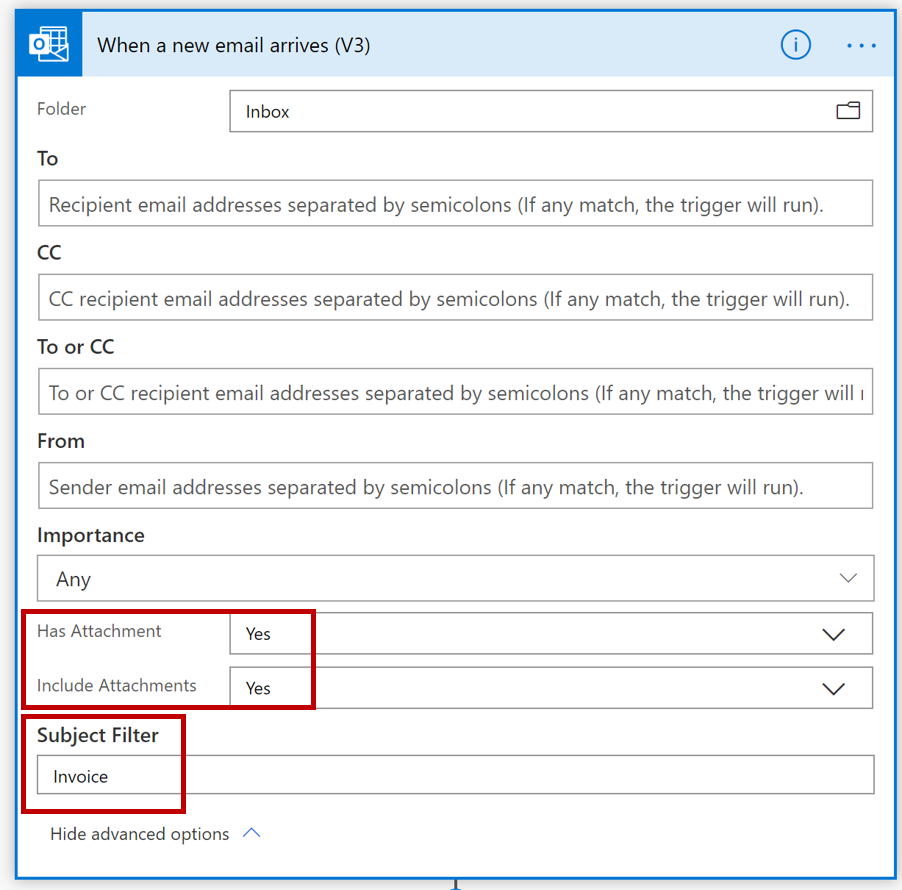 When a new email arrives (V3)
Folder
Inbox
To
Recipient email addresses separated by semicolons (If any match, the trigger will run).
CC
CC recipient email addresses separated by semicolons (If any match, the trigger will run).
To or CC
To or CC recipient email addresses separated by semicolons (If any match, the trigger will
From
Sender email addresses separated by semicolons (If any match, the trigger will run).
Importance
Any
Has Attachment
Yes
Include Attachments
Yes
Subject Filter
Invoice
Hide advanced options